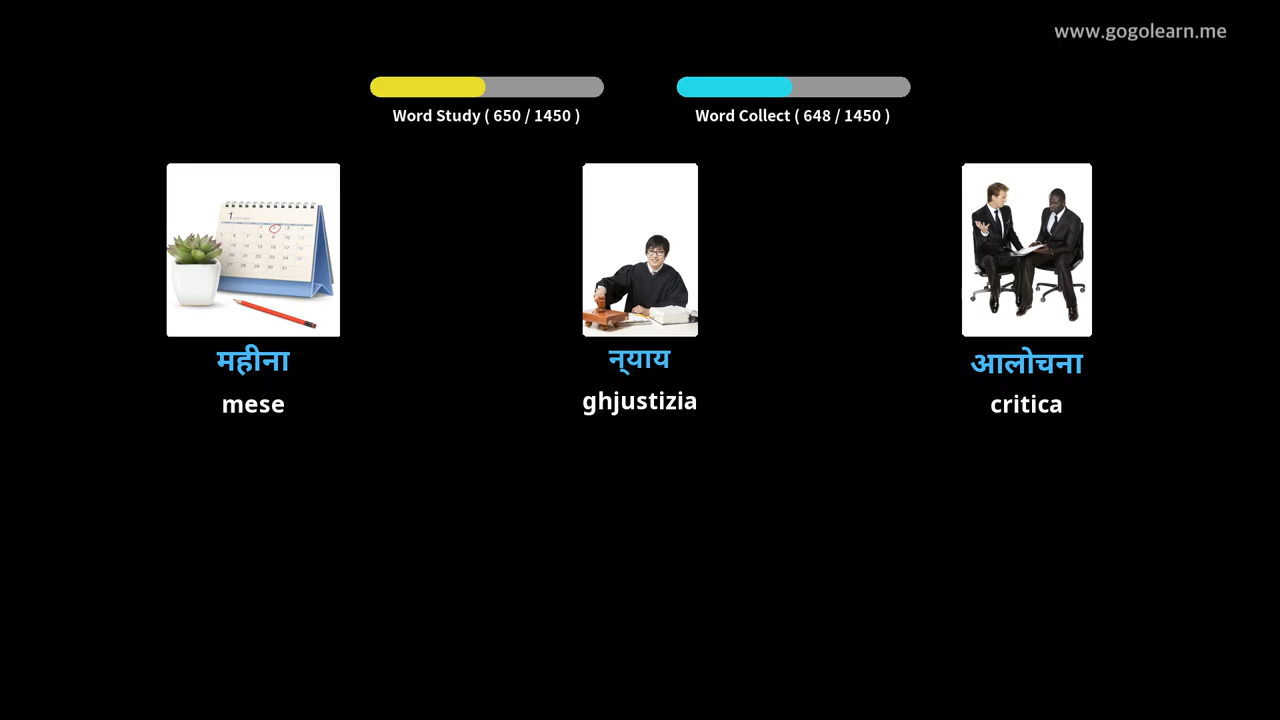 www.gogolearn.me
Word Study ( 650 / 1450 )
Word Collect ( 648 / 1450 )
महीना
न्याय
आलोचना
mese
ghjustizia
critica